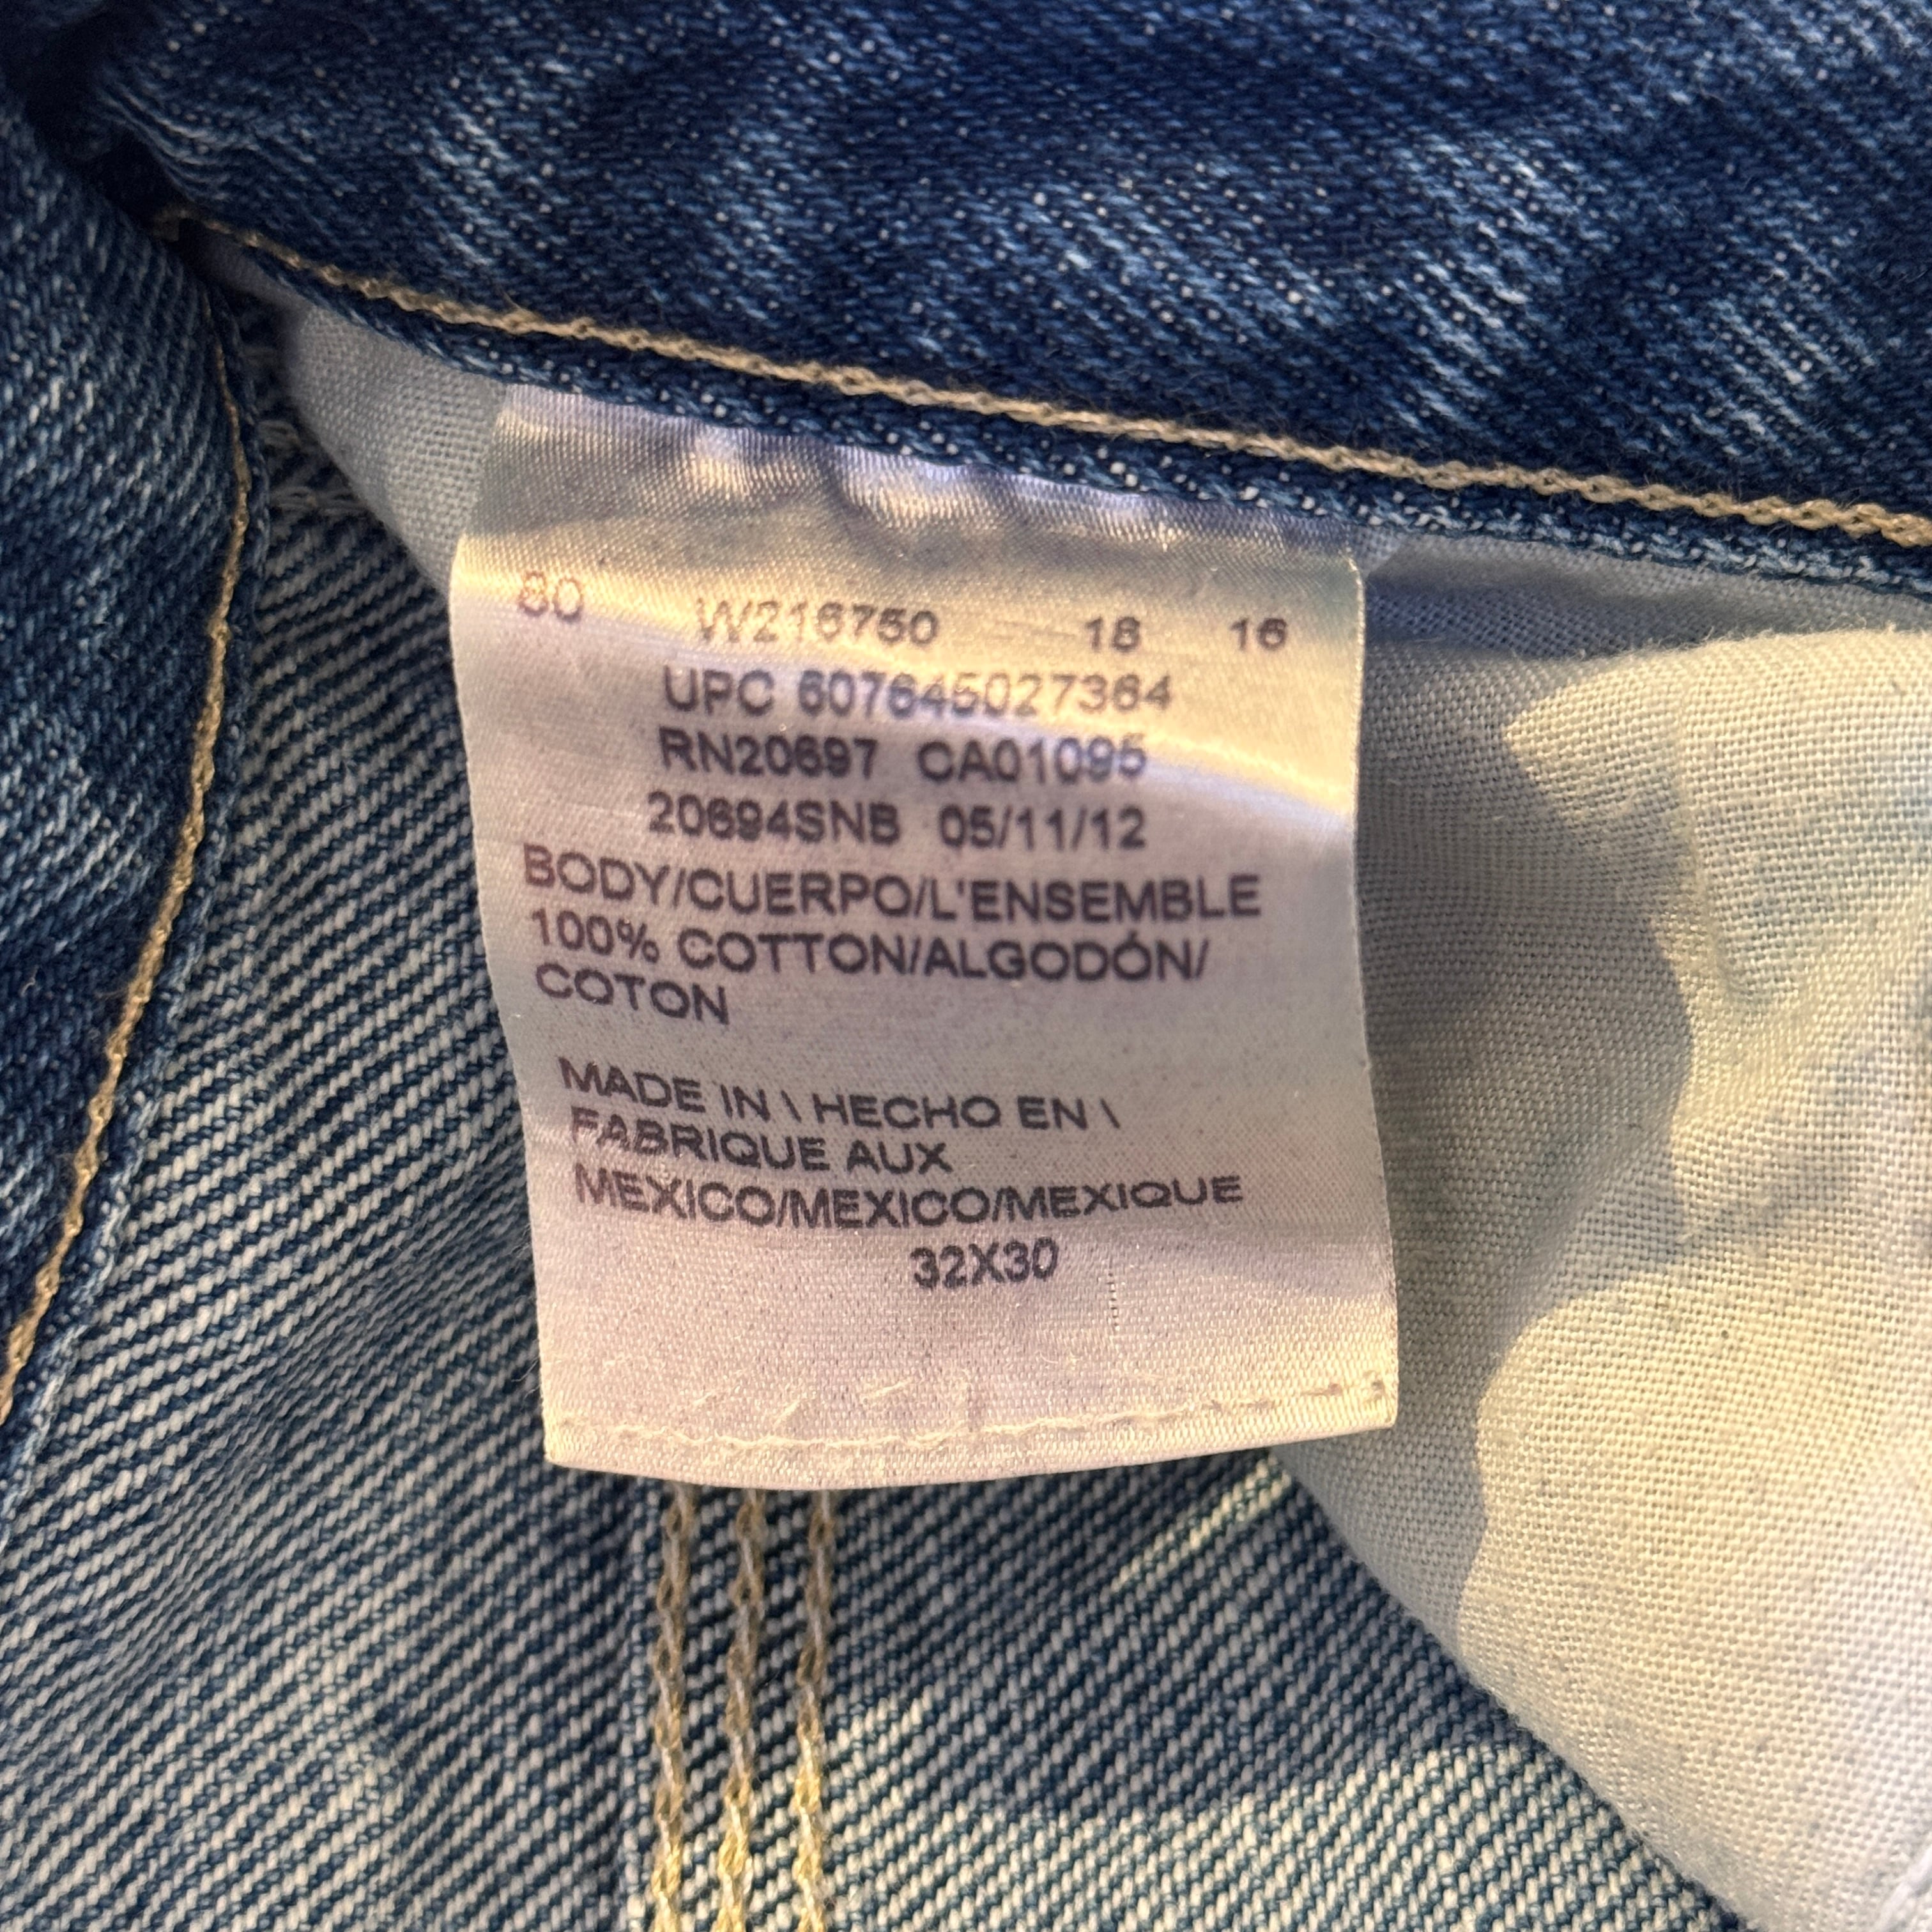 80 W216750 18 16
UPC 607645027364
RN20697 CA01095
20694SNB 05/11/12
BODY/CUERPO/L'ENSEMBLE
100% COTTON/ALGODÓN/
COTON
MADE IN \ HECHO EN \
FABRIQUE AUX
MEXICO/MEXICO/MEXIQUE
32X30